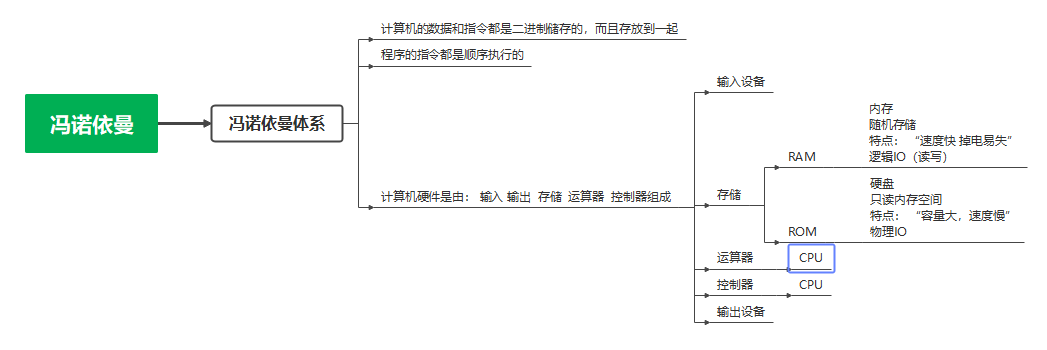 冯诺依曼
冯诺依曼体系
计算机的数据和指令都是二进制储存的，而且存放到一起
程序的指令都是顺序执行的
计算机硬件是由： 输入 输出 存储 运算器 控制器组成
输入设备
存储
RAM
内存
随机存储
特点： “速度快 掉电易失”
逻辑IO（读写）
ROM
硬盘
只读内存空间
特点： “容量大，速度慢”
物理IO
运算器
CPU
控制器
CPU
输出设备